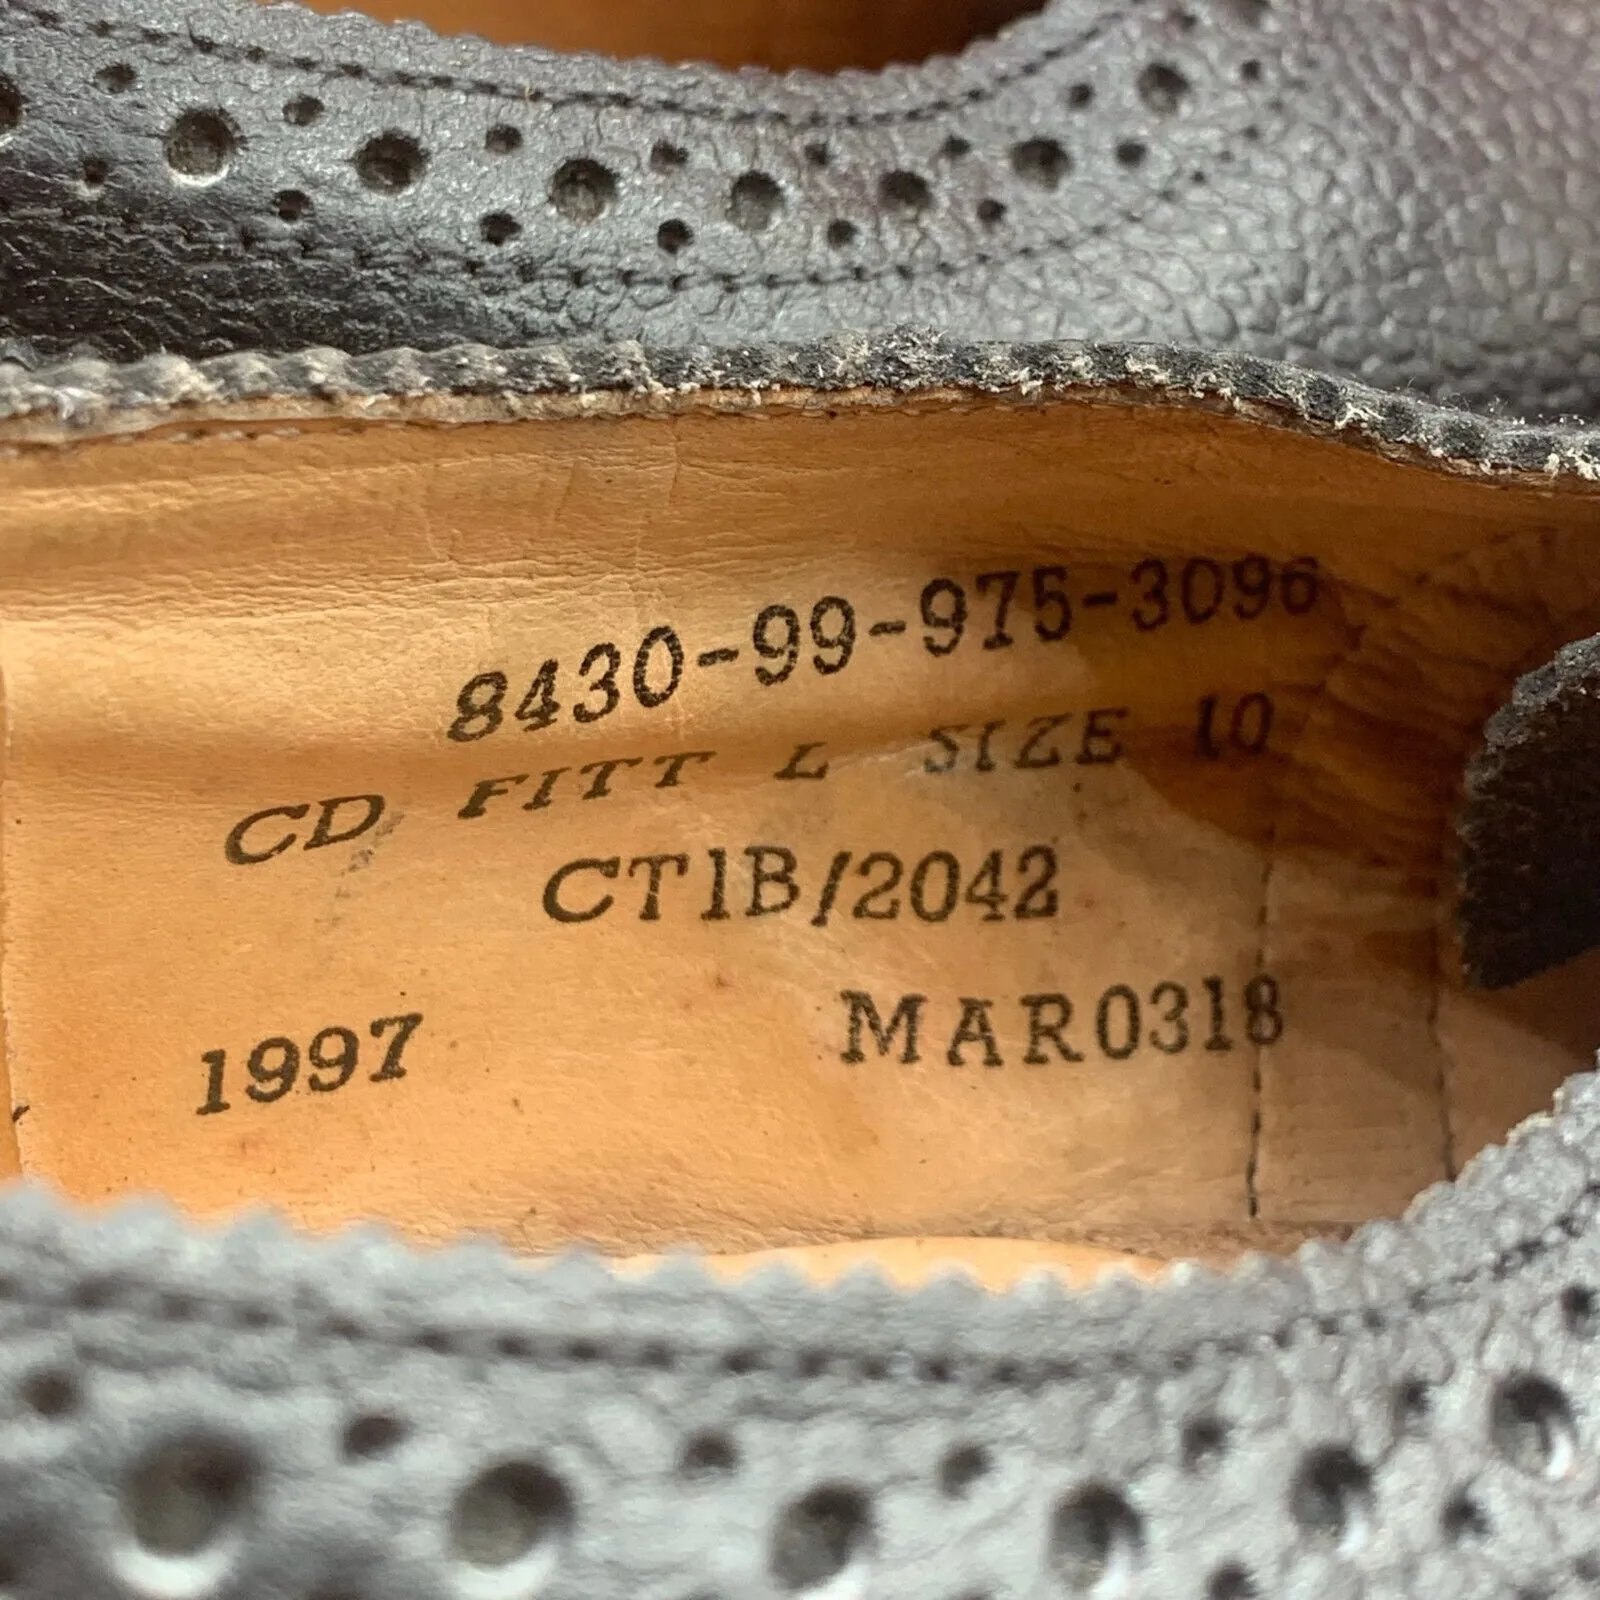 8430-99-975-3096
CD FITT L SIZE 10
CT1B/2042
1997 MAR0318